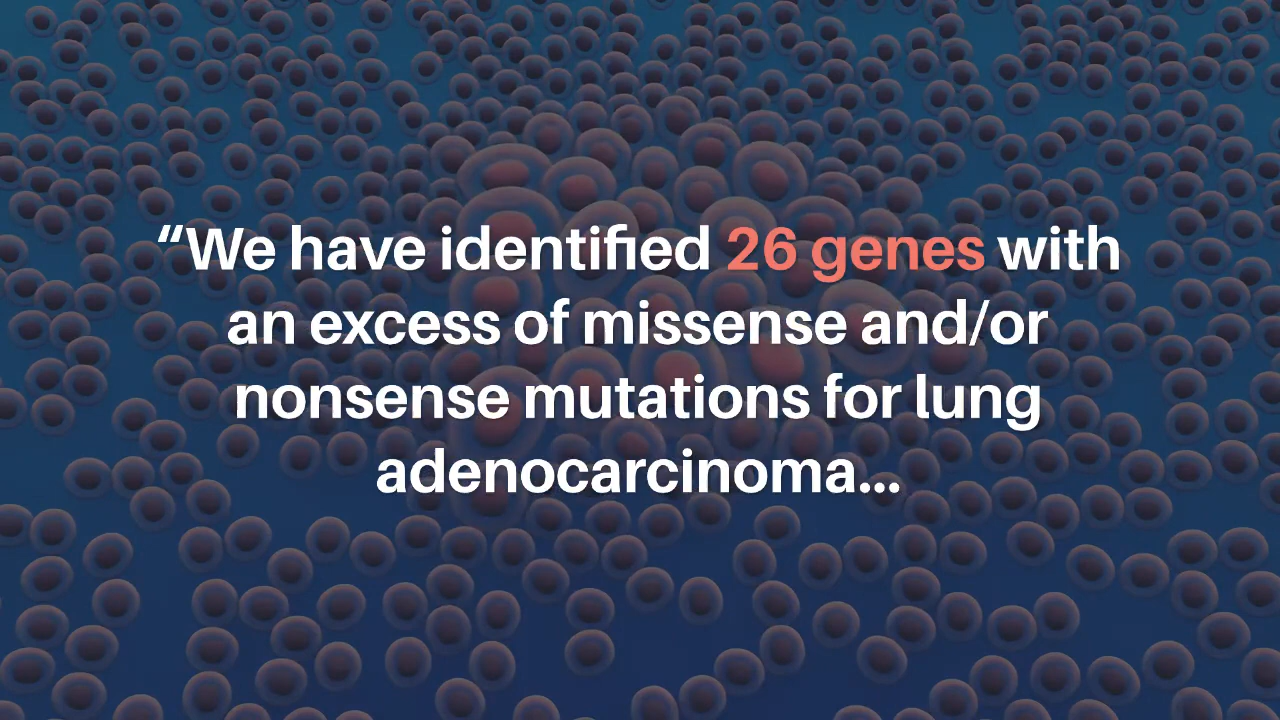 “We have identified 26 genes with
an excess of missense and/or
nonsense mutations for lung
adenocarcinoma...